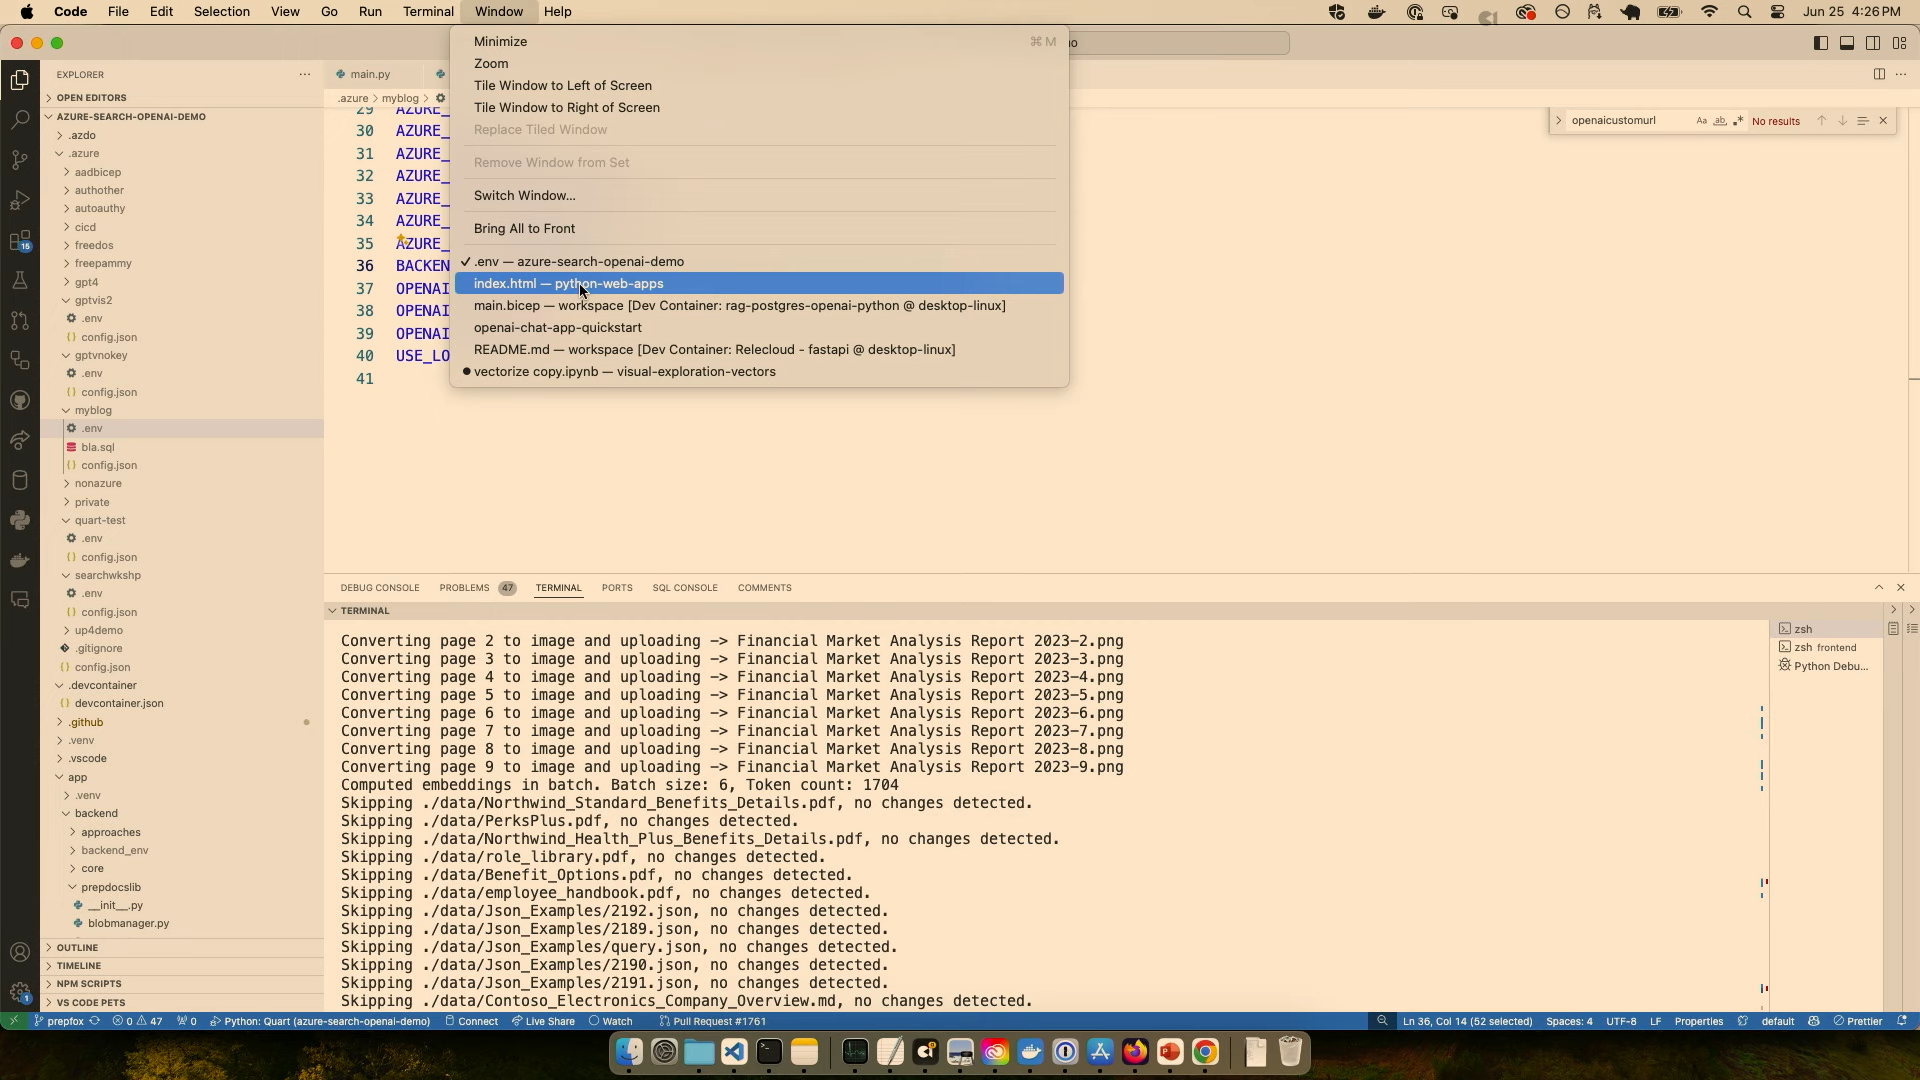 Code File Edit Selection View Go Run Terminal Window Help Jun 25 4:26 PM
EXPLORER
OPEN EDITORS
AZURE-SEARCH-OPENAI-DEMO
.azdo
.azure
aadbicep
authother
autoauthy
cicd
freedos
freepammy
gpt4
gptvis2
.env
config.json
gptvnokey
.env
config.json
myblog
.env
bla.sql
config.json
nonazure
private
quart-test
.env
config.json
searchwkshp
.env
config.json
up4demo
.gitignore
config.json
.devcontainer
devcontainer.json
.github
.venv
.vscode
app
.venv
backend
approaches
backend_env
core
prepdocslib
__init__.py
blobmanager.py
OUTLINE
TIMELINE
NPM SCRIPTS
VS CODE PETS
main.py
.azure > myblog >
29 AZURE_
30 AZURE_
31 AZURE_
32 AZURE_
33 AZURE_
34 AZURE_
35 AZURE_
36 BACKEN
37 OPENAI
38 OPENAI
39 OPENAI
40 USE_LO
41
Minimize ⌘ M
Zoom
Tile Window to Left of Screen
Tile Window to Right of Screen
Replace Tiled Window
Remove Window from Set
Switch Window...
Bring All to Front
✓ .env — azure-search-openai-demo
index.html — python-web-apps
main.bicep — workspace [Dev Container: rag-postgres-openai-python @ desktop-linux]
openai-chat-app-quickstart
README.md — workspace [Dev Container: Relecloud - fastapi @ desktop-linux]
vectorize copy.ipynb — visual-exploration-vectors
openaicustomurl Aa ab No results
DEBUG CONSOLE PROBLEMS 47 TERMINAL PORTS SQL CONSOLE COMMENTS
TERMINAL
Converting page 2 to image and uploading -> Financial Market Analysis Report 2023-2.png
Converting page 3 to image and uploading -> Financial Market Analysis Report 2023-3.png
Converting page 4 to image and uploading -> Financial Market Analysis Report 2023-4.png
Converting page 5 to image and uploading -> Financial Market Analysis Report 2023-5.png
Converting page 6 to image and uploading -> Financial Market Analysis Report 2023-6.png
Converting page 7 to image and uploading -> Financial Market Analysis Report 2023-7.png
Converting page 8 to image and uploading -> Financial Market Analysis Report 2023-8.png
Converting page 9 to image and uploading -> Financial Market Analysis Report 2023-9.png
Computed embeddings in batch. Batch size: 6, Token count: 1704
Skipping ./data/Northwind_Standard_Benefits_Details.pdf, no changes detected.
Skipping ./data/PerksPlus.pdf, no changes detected.
Skipping ./data/Northwind_Health_Plus_Benefits_Details.pdf, no changes detected.
Skipping ./data/role_library.pdf, no changes detected.
Skipping ./data/Benefit_Options.pdf, no changes detected.
Skipping ./data/employee_handbook.pdf, no changes detected.
Skipping ./data/Json_Examples/2192.json, no changes detected.
Skipping ./data/Json_Examples/2189.json, no changes detected.
Skipping ./data/Json_Examples/query.json, no changes detected.
Skipping ./data/Json_Examples/2190.json, no changes detected.
Skipping ./data/Json_Examples/2191.json, no changes detected.
Skipping ./data/Contoso_Electronics_Company_Overview.md, no changes detected.
zsh
zsh frontend
Python Debu...
prepfox 0 47 0 Python: Quart (azure-search-openai-demo) Connect Live Share Watch Pull Request #1761 Ln 36, Col 14 (52 selected) Spaces: 4 UTF-8 LF Properties default Prettier